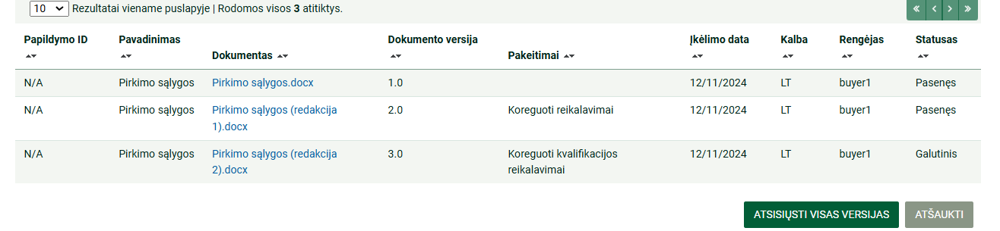 10 Rezultatai viename puslapyje | Rodomos visos 3 atitiktys. « ‹ › »
Papildymo ID Pavadinimas Dokumentas Dokumento versija Pakeitimai Įkėlimo data Kalba Rengėjas Statusas
N/A Pirkimo sąlygos Pirkimo sąlygos.docx 1.0 12/11/2024 LT buyer1 Pasenęs
N/A Pirkimo sąlygos Pirkimo sąlygos (redakcija 2.0 Koreguoti reikalavimai 12/11/2024 LT buyer1 Pasenęs
1).docx
N/A Pirkimo sąlygos Pirkimo sąlygos (redakcija 3.0 Koreguoti kvalifikacijos 12/11/2024 LT buyer1 Galutinis
2).docx reikalavimai
ATSISIŲSTI VISAS VERSIJAS ATŠAUKTI